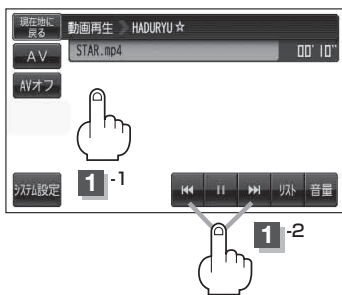 現在地に
戻る
動画再生 HADURYU☆
AV
STAR.mp4 00'10"
AVオフ
1 -1
システム設定
リスト 音量
1 -2